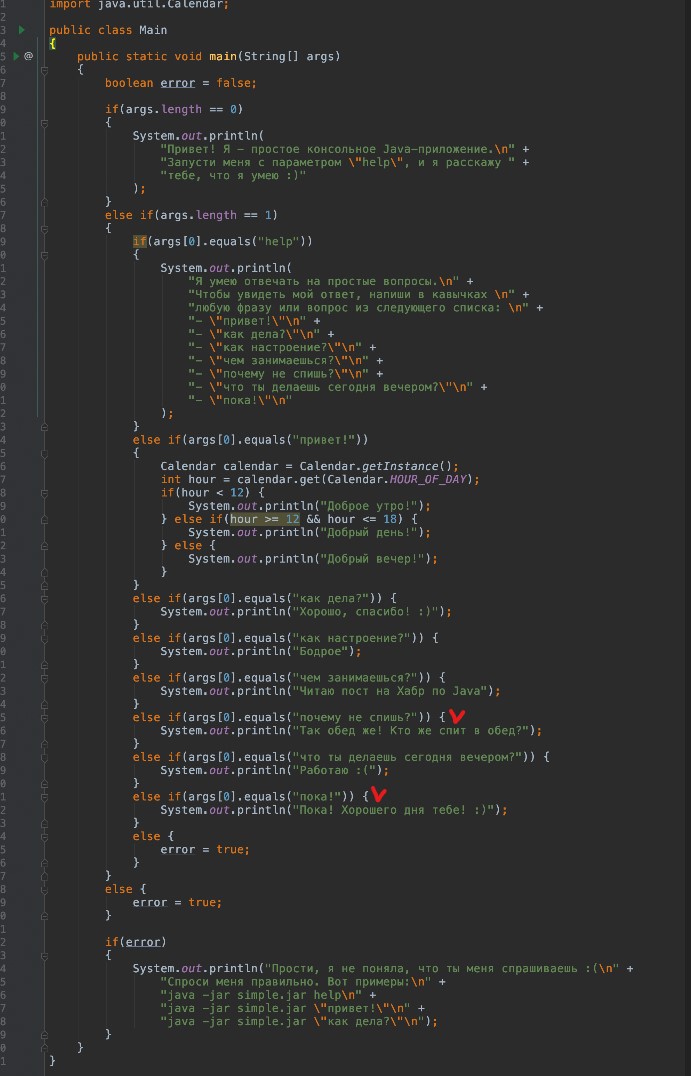 import java.util.Calendar;
public class Main
{
public static void main(String[] args)
{
boolean error = false;
if(args.length == 0)
{
System.out.println(
"Привет! Я – простое консольное Java-приложение.\n" +
"Запусти меня с параметром \"help\", и я расскажу " +
"тебе, что я умею :)"
);
}
else if(args.length == 1)
{
if(args[0].equals("help"))
{
System.out.println(
"Я умею отвечать на простые вопросы.\n" +
"Чтобы увидеть мой ответ, напиши в кавычках \n" +
"любую фразу или вопрос из следующего списка: \n" +
"– \"привет!\"\n" +
"– \"как дела?\"\n" +
"– \"как настроение?\"\n" +
"– \"чем занимаешься?\"\n" +
"– \"почему не спишь?\"\n" +
"– \"что ты делаешь сегодня вечером?\"\n" +
"– \"пока!\"\n"
);
}
else if(args[0].equals("привет!"))
{
Calendar calendar = Calendar.getInstance();
int hour = calendar.get(Calendar.HOUR_OF_DAY);
if(hour < 12) {
System.out.println("Доброе утро!");
} else if(hour >= 12 && hour <= 18) {
System.out.println("Добрый день!");
} else {
System.out.println("Добрый вечер!");
}
}
else if(args[0].equals("как дела?")) {
System.out.println("Хорошо, спасибо! :)");
}
else if(args[0].equals("как настроение?")) {
System.out.println("Бодрое");
}
else if(args[0].equals("чем занимаешься?")) {
System.out.println("Читаю пост на Хабр по Java");
}
else if(args[0].equals("почему не спишь?")) {
System.out.println("Так обед же! Кто же спит в обед?");
}
else if(args[0].equals("что ты делаешь сегодня вечером?")) {
System.out.println("Работаю :(");
}
else if(args[0].equals("пока!")) {
System.out.println("Пока! Хорошего дня тебе! :)");
}
else {
error = true;
}
}
else {
error = true;
}
if(error)
{
System.out.println("Прости, я не поняла, что ты меня спрашиваешь :(\n" +
"Спроси меня правильно. Вот примеры:\n" +
"java -jar simple.jar help\n" +
"java -jar simple.jar \"привет!\"\n" +
"java -jar simple.jar \"как дела?\"\n");
}
}
}